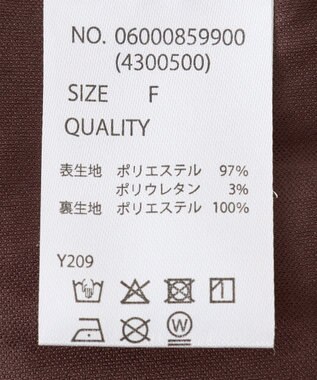 NO. 06000859900
(4300500)
SIZE F
QUALITY
表生地 ポリエステル 97%
ポリウレタン 3%
裏生地 ポリエステル 100%
Y209
W